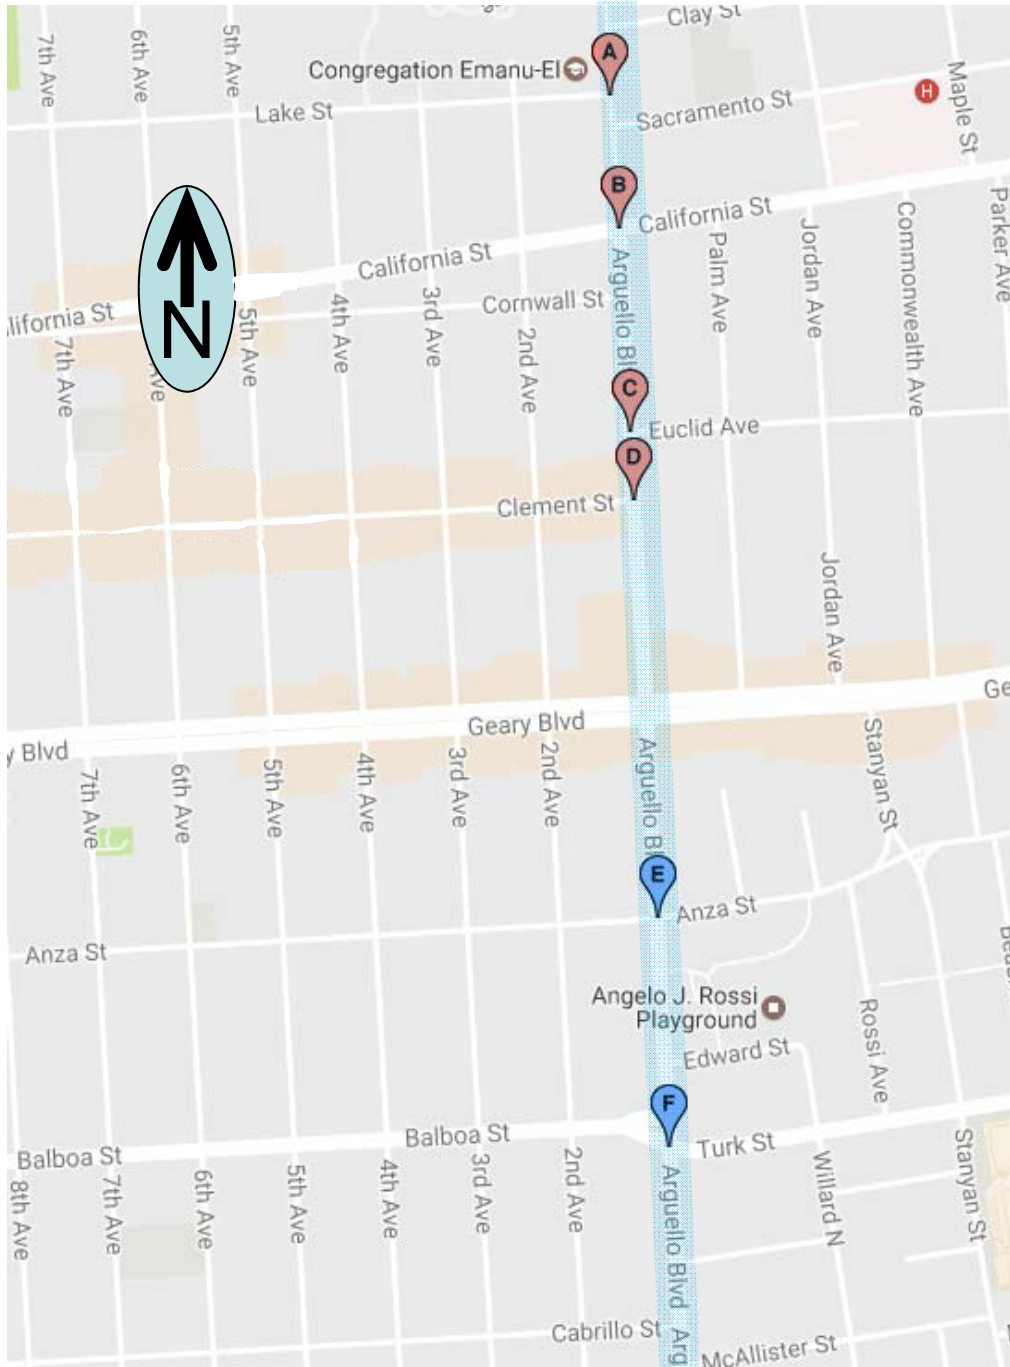 Clay St
7th Ave
6th Ave
5th Ave
A
Congregation Emanu-El
Lake St
Sacramento St
H
Maple St
B
California St
N
California St
Cornwall St
lifornia St
Arguello Bl
Palm Ave
Jordan Ave
Commonwealth Ave
Parker Ave
7th Ave
Ave
5th Ave
4th Ave
3rd Ave
2nd Ave
C
Euclid Ave
D
Clement St
Jordan Ave
Ge
Geary Blvd
y Blvd
7th Ave
6th Ave
5th Ave
4th Ave
3rd Ave
2nd Ave
Arguello Bl
Stanyan St
E
Anza St
Anza St
Angelo J. Rossi
Playground
Edward St
Rossi Ave
F
Balboa St
Turk St
Balboa St
8th Ave
7th Ave
6th Ave
5th Ave
4th Ave
3rd Ave
2nd Ave
Arguello Blvd
Willard N
Stanyan St
Cabrillo St
Arg
McAllister St